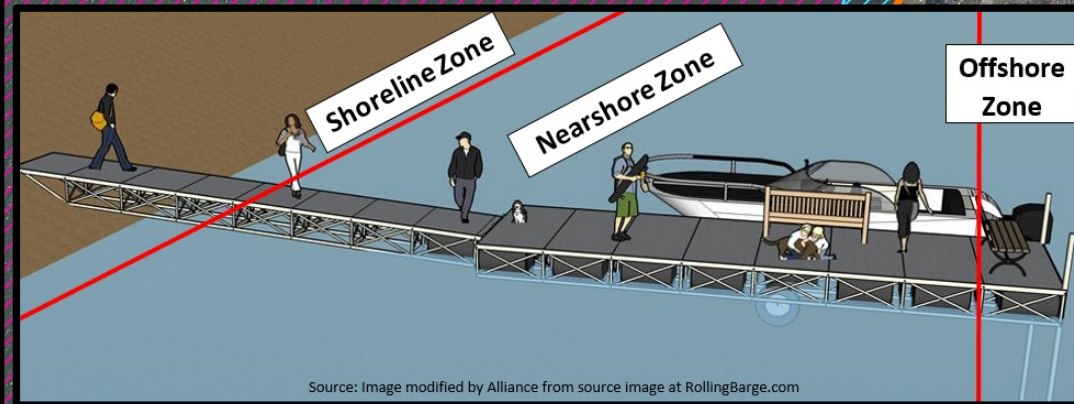 Shoreline Zone
Nearshore Zone
Offshore
Zone
Source: Image modified by Alliance from source image at RollingBarge.com